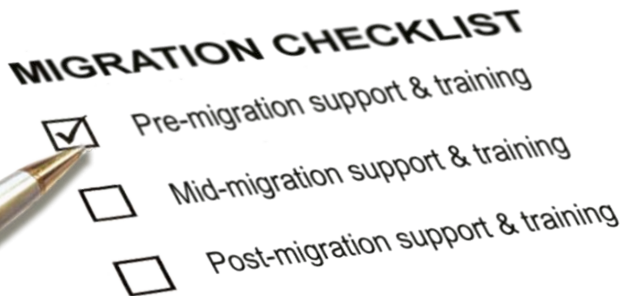 MIGRATION CHECKLIST
Pre-migration support & training
Mid-migration support & training
Post-migration support & training